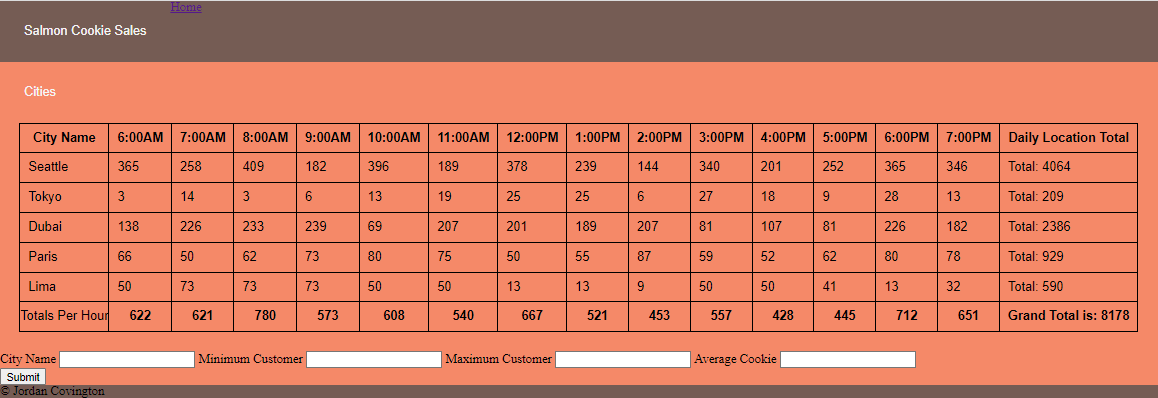 Home
Salmon Cookie Sales
Cities
City Name 6:00AM 7:00AM 8:00AM 9:00AM 10:00AM 11:00AM 12:00PM 1:00PM 2:00PM 3:00PM 4:00PM 5:00PM 6:00PM 7:00PM Daily Location Total
Seattle 365 258 409 182 396 189 378 239 144 340 201 252 365 346 Total: 4064
Tokyo 3 14 3 6 13 19 25 25 6 27 18 9 28 13 Total: 209
Dubai 138 226 233 239 69 207 201 189 207 81 107 81 226 182 Total: 2386
Paris 66 50 62 73 80 75 50 55 87 59 52 62 80 78 Total: 929
Lima 50 73 73 73 50 50 13 13 9 50 50 41 13 32 Total: 590
Totals Per Hour 622 621 780 573 608 540 667 521 453 557 428 445 712 651 Grand Total is: 8178
City Name Minimum Customer Maximum Customer Average Cookie
Submit
© Jordan Covington